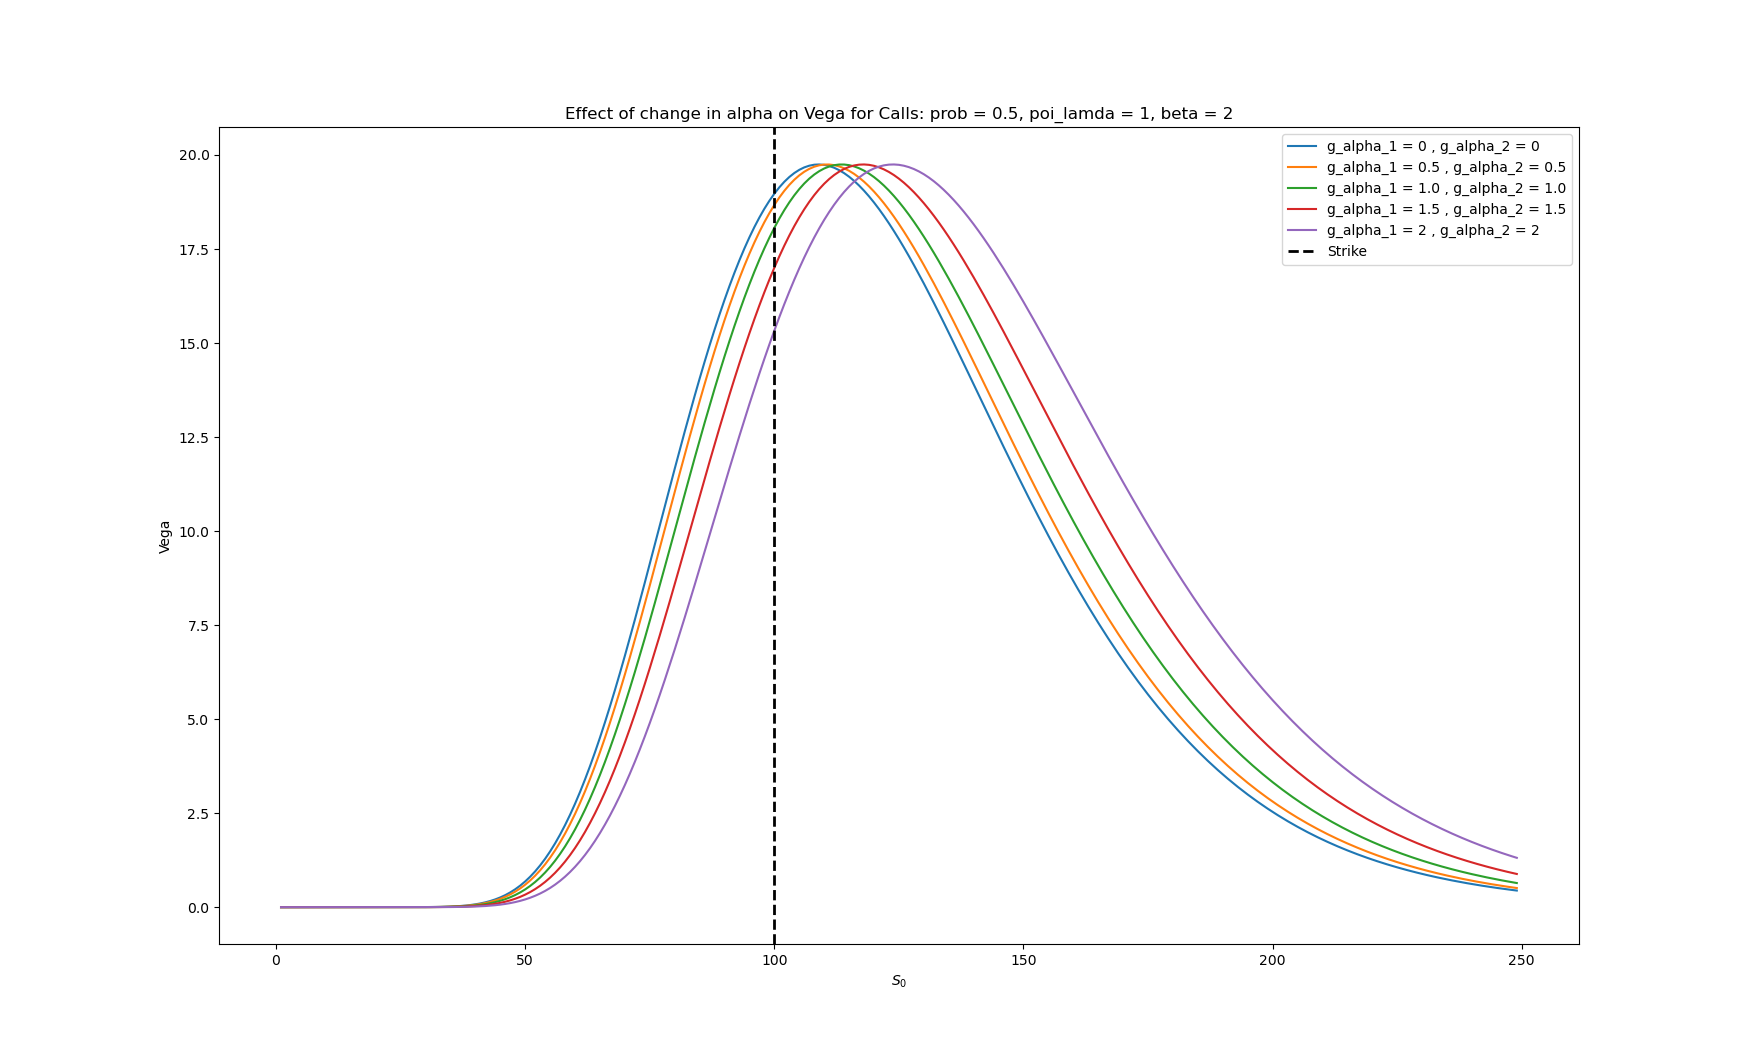 Effect of change in alpha on Vega for Calls: prob = 0.5, poi_lamda = 1, beta = 2
g_alpha_1 = 0 , g_alpha_2 = 0
g_alpha_1 = 0.5 , g_alpha_2 = 0.5
g_alpha_1 = 1.0 , g_alpha_2 = 1.0
g_alpha_1 = 1.5 , g_alpha_2 = 1.5
g_alpha_1 = 2 , g_alpha_2 = 2
Strike
20.0
17.5
15.0
12.5
10.0
7.5
5.0
2.5
0.0
Vega
0 50 100 150 200 250
S_0